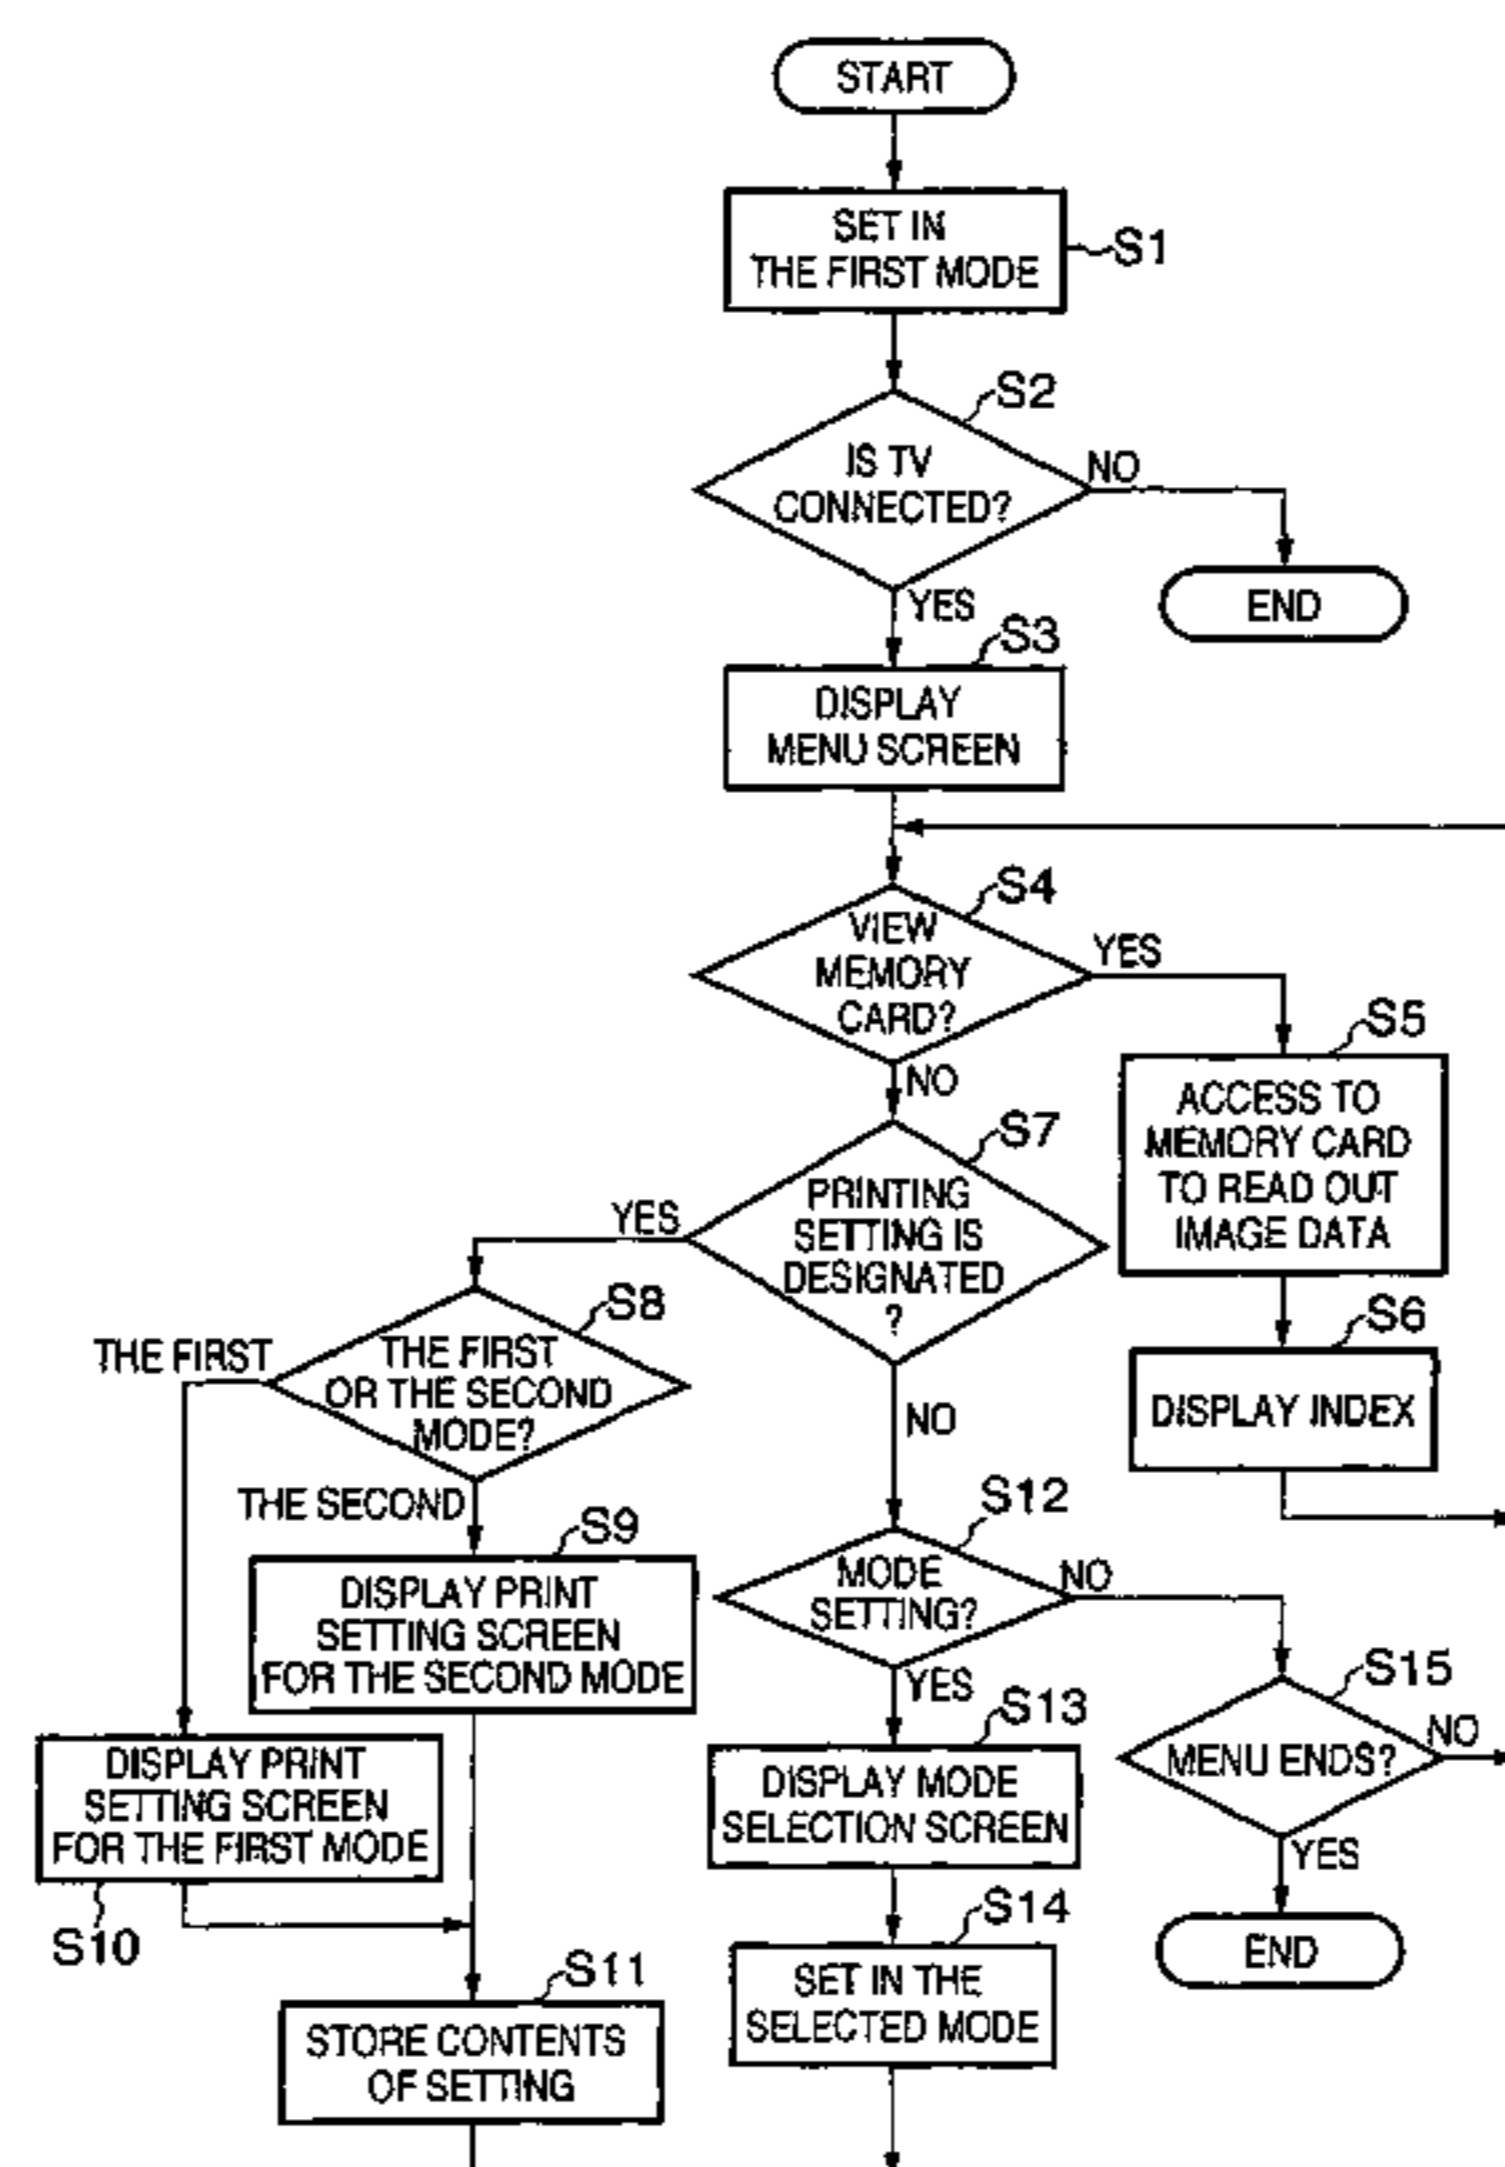 START
SET IN
THE FIRST MODE
S1
S2
IS TV
CONNECTED?
NO
END
YES
S3
DISPLAY
MENU SCREEN
S4
VIEW
MEMORY
CARD?
YES
S5
ACCESS TO
MEMORY CARD
TO READ OUT
IMAGE DATA
NO
S7
PRINTING
SETTING IS
DESIGNATED
?
YES
S6
DISPLAY INDEX
S8
THE FIRST
THE FIRST
OR THE SECOND
MODE?
NO
THE SECOND
S9
DISPLAY PRINT
SETTING SCREEN
FOR THE SECOND MODE
S12
MODE
SETTING?
NO
YES
S15
MENU ENDS?
NO
YES
END
S13
DISPLAY MODE
SELECTION SCREEN
DISPLAY PRINT
SETTING SCREEN
FOR THE FIRST MODE
S10
S14
SET IN THE
SELECTED MODE
S11
STORE CONTENTS
OF SETTING